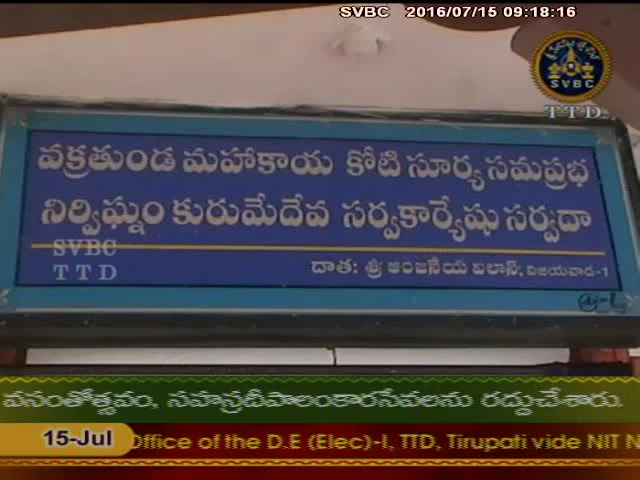 SVBC 2016/07/15 09:18:16
SVBC
TTD
వక్రతుండ మహాకాయ కోటి సూర్య సమప్రభ
నిర్విఘ్నం కురుమేదేవ సర్వకార్యేషు సర్వదా
SVBC
TTD
దాత: శ్రీ ఆంజనేయ విలాస్, విజయవాడ-1
వసంతోత్సవం, సహస్రదీపాలంకారసేవలను రద్దుచేశారు.
15-Jul Office of the D.E (Elec)-I, TTD, Tirupati vide NIT N